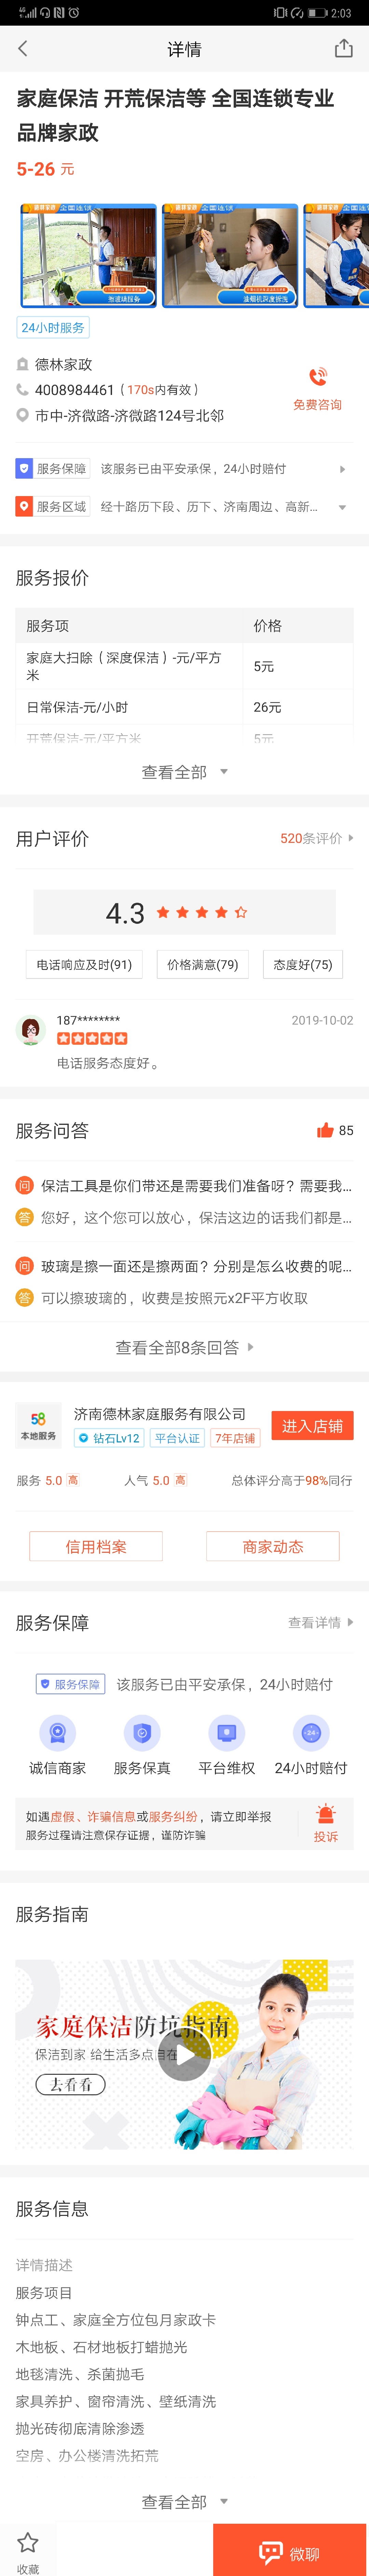 2:03
详情
家庭保洁 开荒保洁等 全国连锁专业
品牌家政
5-26 元
24小时服务
德林家政
4008984461（170s内有效）
免费咨询
市中-济微路-济微路124号北邻
服务保障 该服务已由平安承保，24小时赔付
服务区域 经十路历下段、历下、济南周边、高新...
服务报价
服务项 价格
家庭大扫除（深度保洁）-元/平方
米 5元
日常保洁-元/小时 26元
开荒保洁-元/平方米 5元
查看全部
用户评价 520条评价
4.3
电话响应及时(91) 价格满意(79) 态度好(75)
187******** 2019-10-02
电话服务态度好。
服务问答 85
问 保洁工具是你们带还是需要我们准备呀？需要我...
答 您好，这个您可以放心，保洁这边的话我们都是...
问 玻璃是擦一面还是擦两面？分别是怎么收费的呢...
答 可以擦玻璃的，收费是按照元x2F平方收取
查看全部8条回答
58
本地服务
济南德林家庭服务有限公司
钻石Lv12 平台认证 7年店铺
进入店铺
服务 5.0 高 人气 5.0 高 总体评分高于98%同行
信用档案 商家动态
服务保障 查看详情
服务保障 该服务已由平安承保，24小时赔付
24
诚信商家 服务保真 平台维权 24小时赔付
如遇虚假、诈骗信息或服务纠纷，请立即举报
服务过程请注意保存证据，谨防诈骗
投诉
服务指南
家庭保洁防坑指南
保洁到家 给生活多点自在
去看看
服务信息
详情描述
服务项目
钟点工、家庭全方位包月家政卡
木地板、石材地板打蜡抛光
地毯清洗、杀菌抛毛
家具养护、窗帘清洗、壁纸清洗
抛光砖彻底清除渗透
空房、办公楼清洗拓荒
查看全部
收藏
微聊